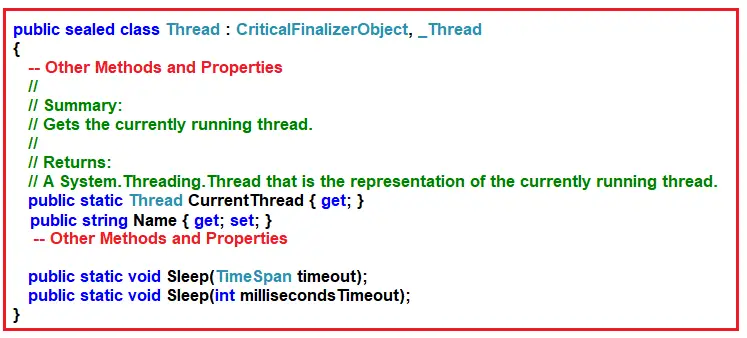 public sealed class Thread : CriticalFinalizerObject, _Thread
{
-- Other Methods and Properties
//
// Summary:
// Gets the currently running thread.
//
// Returns:
// A System.Threading.Thread that is the representation of the currently running thread.
public static Thread CurrentThread { get; }
public string Name { get; set; }
-- Other Methods and Properties
public static void Sleep(TimeSpan timeout);
public static void Sleep(int millisecondsTimeout);
}